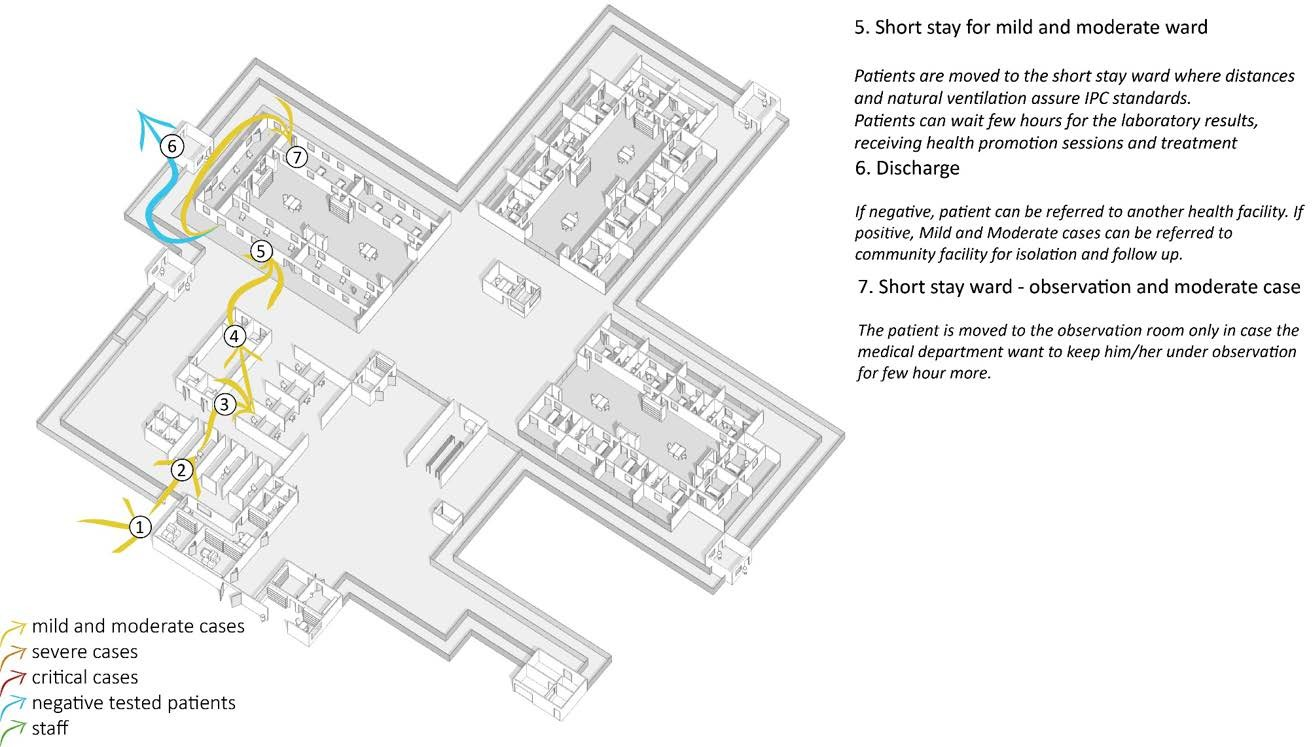 5. Short stay for mild and moderate ward
Patients are moved to the short stay ward where distances
and natural ventilation assure IPC standards.
Patients can wait few hours for the laboratory results,
receiving health promotion sessions and treatment
6. Discharge
If negative, patient can be referred to another health facility. If
positive, Mild and Moderate cases can be referred to
community facility for isolation and follow up.
7. Short stay ward - observation and moderate case
The patient is moved to the observation room only in case the
medical department want to keep him/her under observation
for few hour more.
6
7
5
4
3
2
1
mild and moderate cases
severe cases
critical cases
negative tested patients
staff